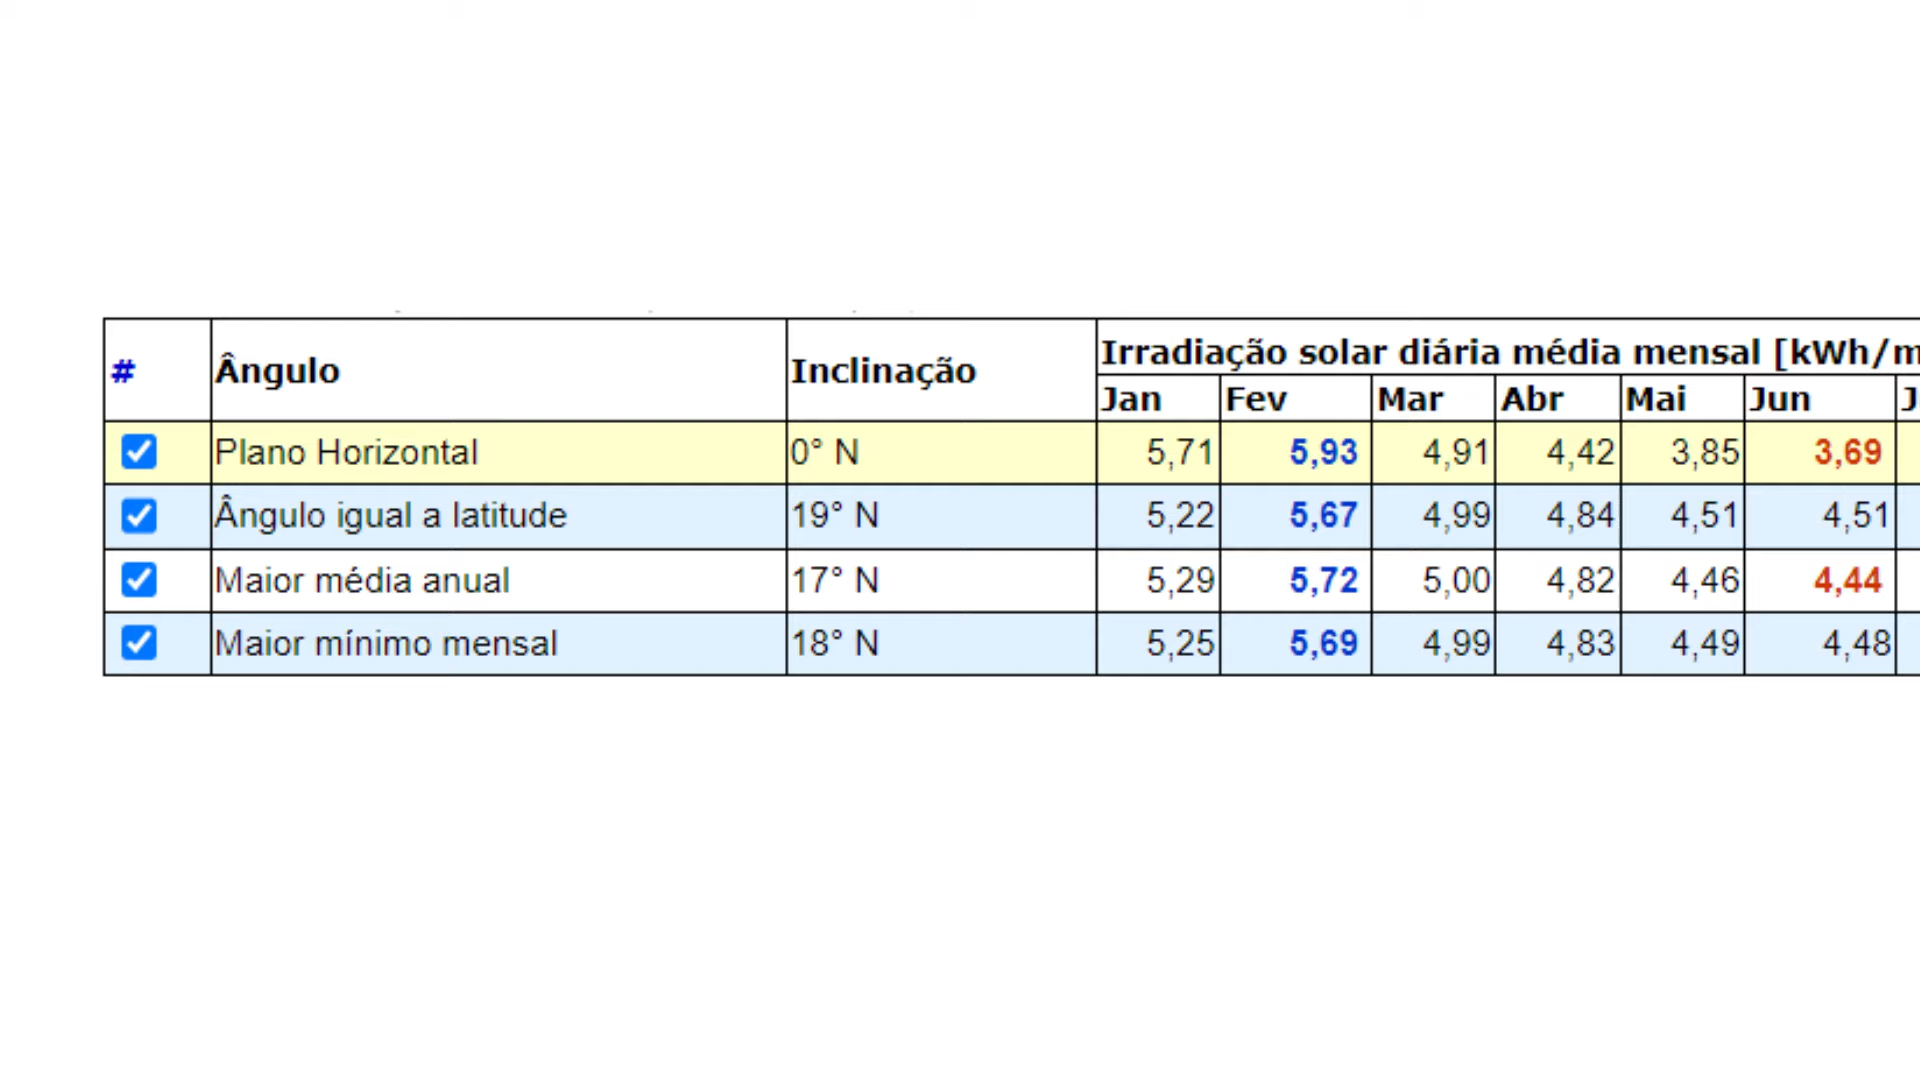 # Ângulo Inclinação Irradiação solar diária média mensal [kWh/m
Jan Fev Mar Abr Mai Jun J
Plano Horizontal 0° N 5,71 5,93 4,91 4,42 3,85 3,69
Ângulo igual a latitude 19° N 5,22 5,67 4,99 4,84 4,51 4,51
Maior média anual 17° N 5,29 5,72 5,00 4,82 4,46 4,44
Maior mínimo mensal 18° N 5,25 5,69 4,99 4,83 4,49 4,48